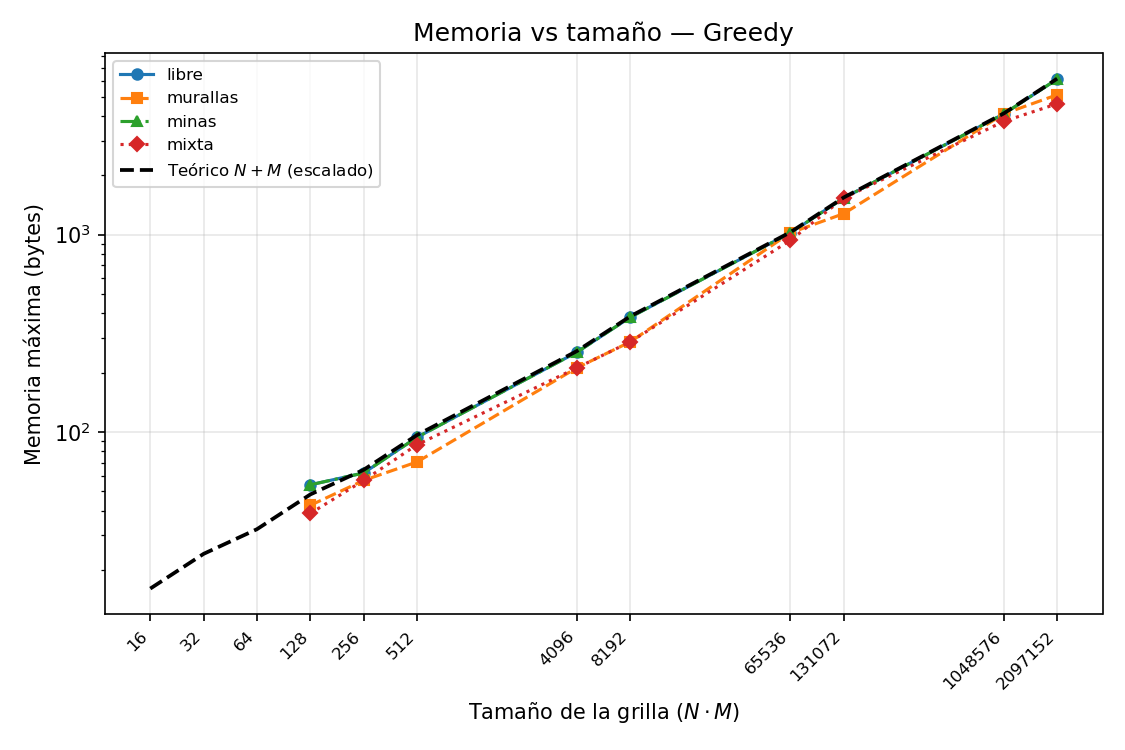 Memoria vs tamaño — Greedy
libre
murallas
minas
mixta
Teórico N + M (escalado)
Memoria máxima (bytes)
10³
10²
16
32
64
128
256
512
4096
8192
65536
131072
1048576
2097152
Tamaño de la grilla (N · M)